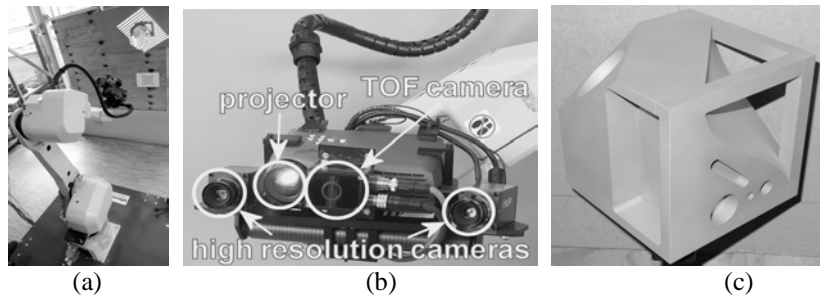 projector
TOF camera
high resolution cameras
(a)
(b)
(c)